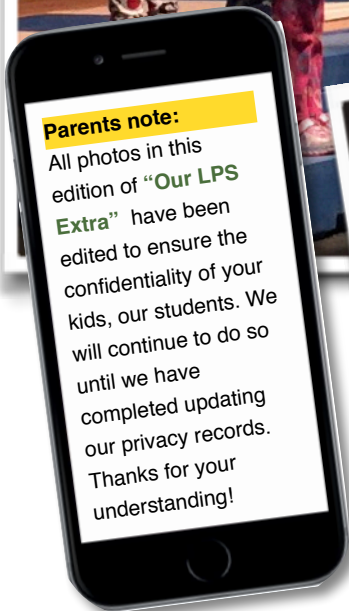 Parents note:
All photos in this
edition of “Our LPS
Extra” have been
edited to ensure the
confidentiality of your
kids, our students. We
will continue to do so
until we have
completed updating
our privacy records.
Thanks for your
understanding!